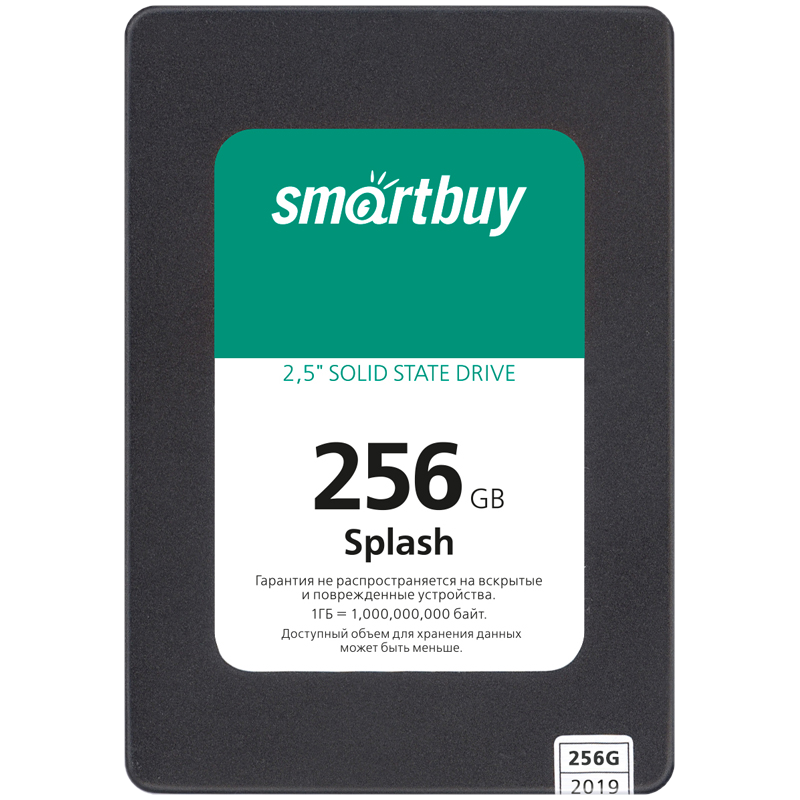 smartbuy
2,5" SOLID STATE DRIVE
256 GB
Splash
Гарантия не распространяется на вскрытые
и поврежденные устройства.
1ГБ = 1,000,000,000 байт.
Доступный объем для хранения данных
может быть меньше.
256G
2019